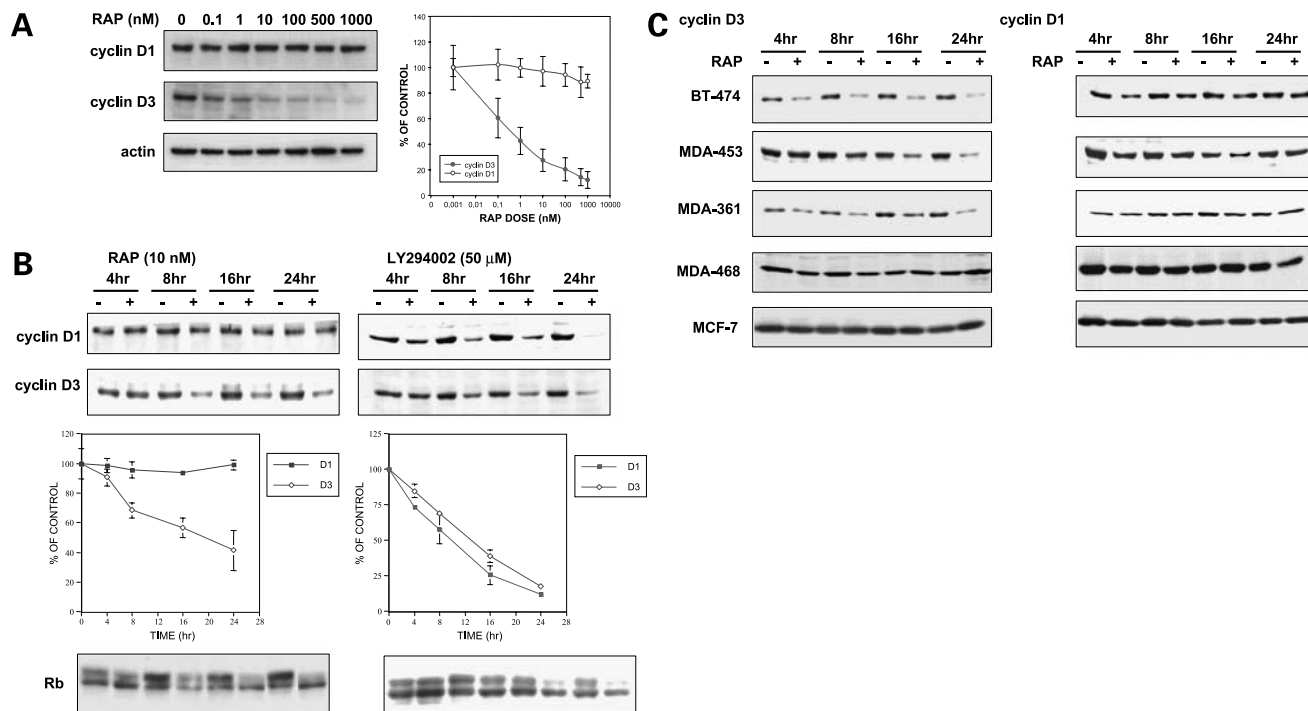 A
RAP (nM) 0 0.1 1 10 100 500 1000
cyclin D1
cyclin D3
actin
% OF CONTROL
140
120
100
80
60
40
20
0
cyclin D3
cyclin D1
0 0,001 0,01 0,1 1 10 100 1000 10000
RAP DOSE (nM)
B
RAP (10 nM)
4hr 8hr 16hr 24hr
- + - + - + - +
LY294002 (50 µM)
4hr 8hr 16hr 24hr
- + - + - + - +
cyclin D1
cyclin D3
% OF CONTROL
120
100
80
60
40
20
0
0 4 8 12 16 20 24 28
TIME (hr)
D1
D3
% OF CONTROL
125
100
75
50
25
0
0 4 8 12 16 20 24 28
TIME (hr)
D1
D3
Rb
C
cyclin D3
4hr 8hr 16hr 24hr
RAP - + - + - + - +
cyclin D1
4hr 8hr 16hr 24hr
RAP - + - + - + - +
BT-474
MDA-453
MDA-361
MDA-468
MCF-7